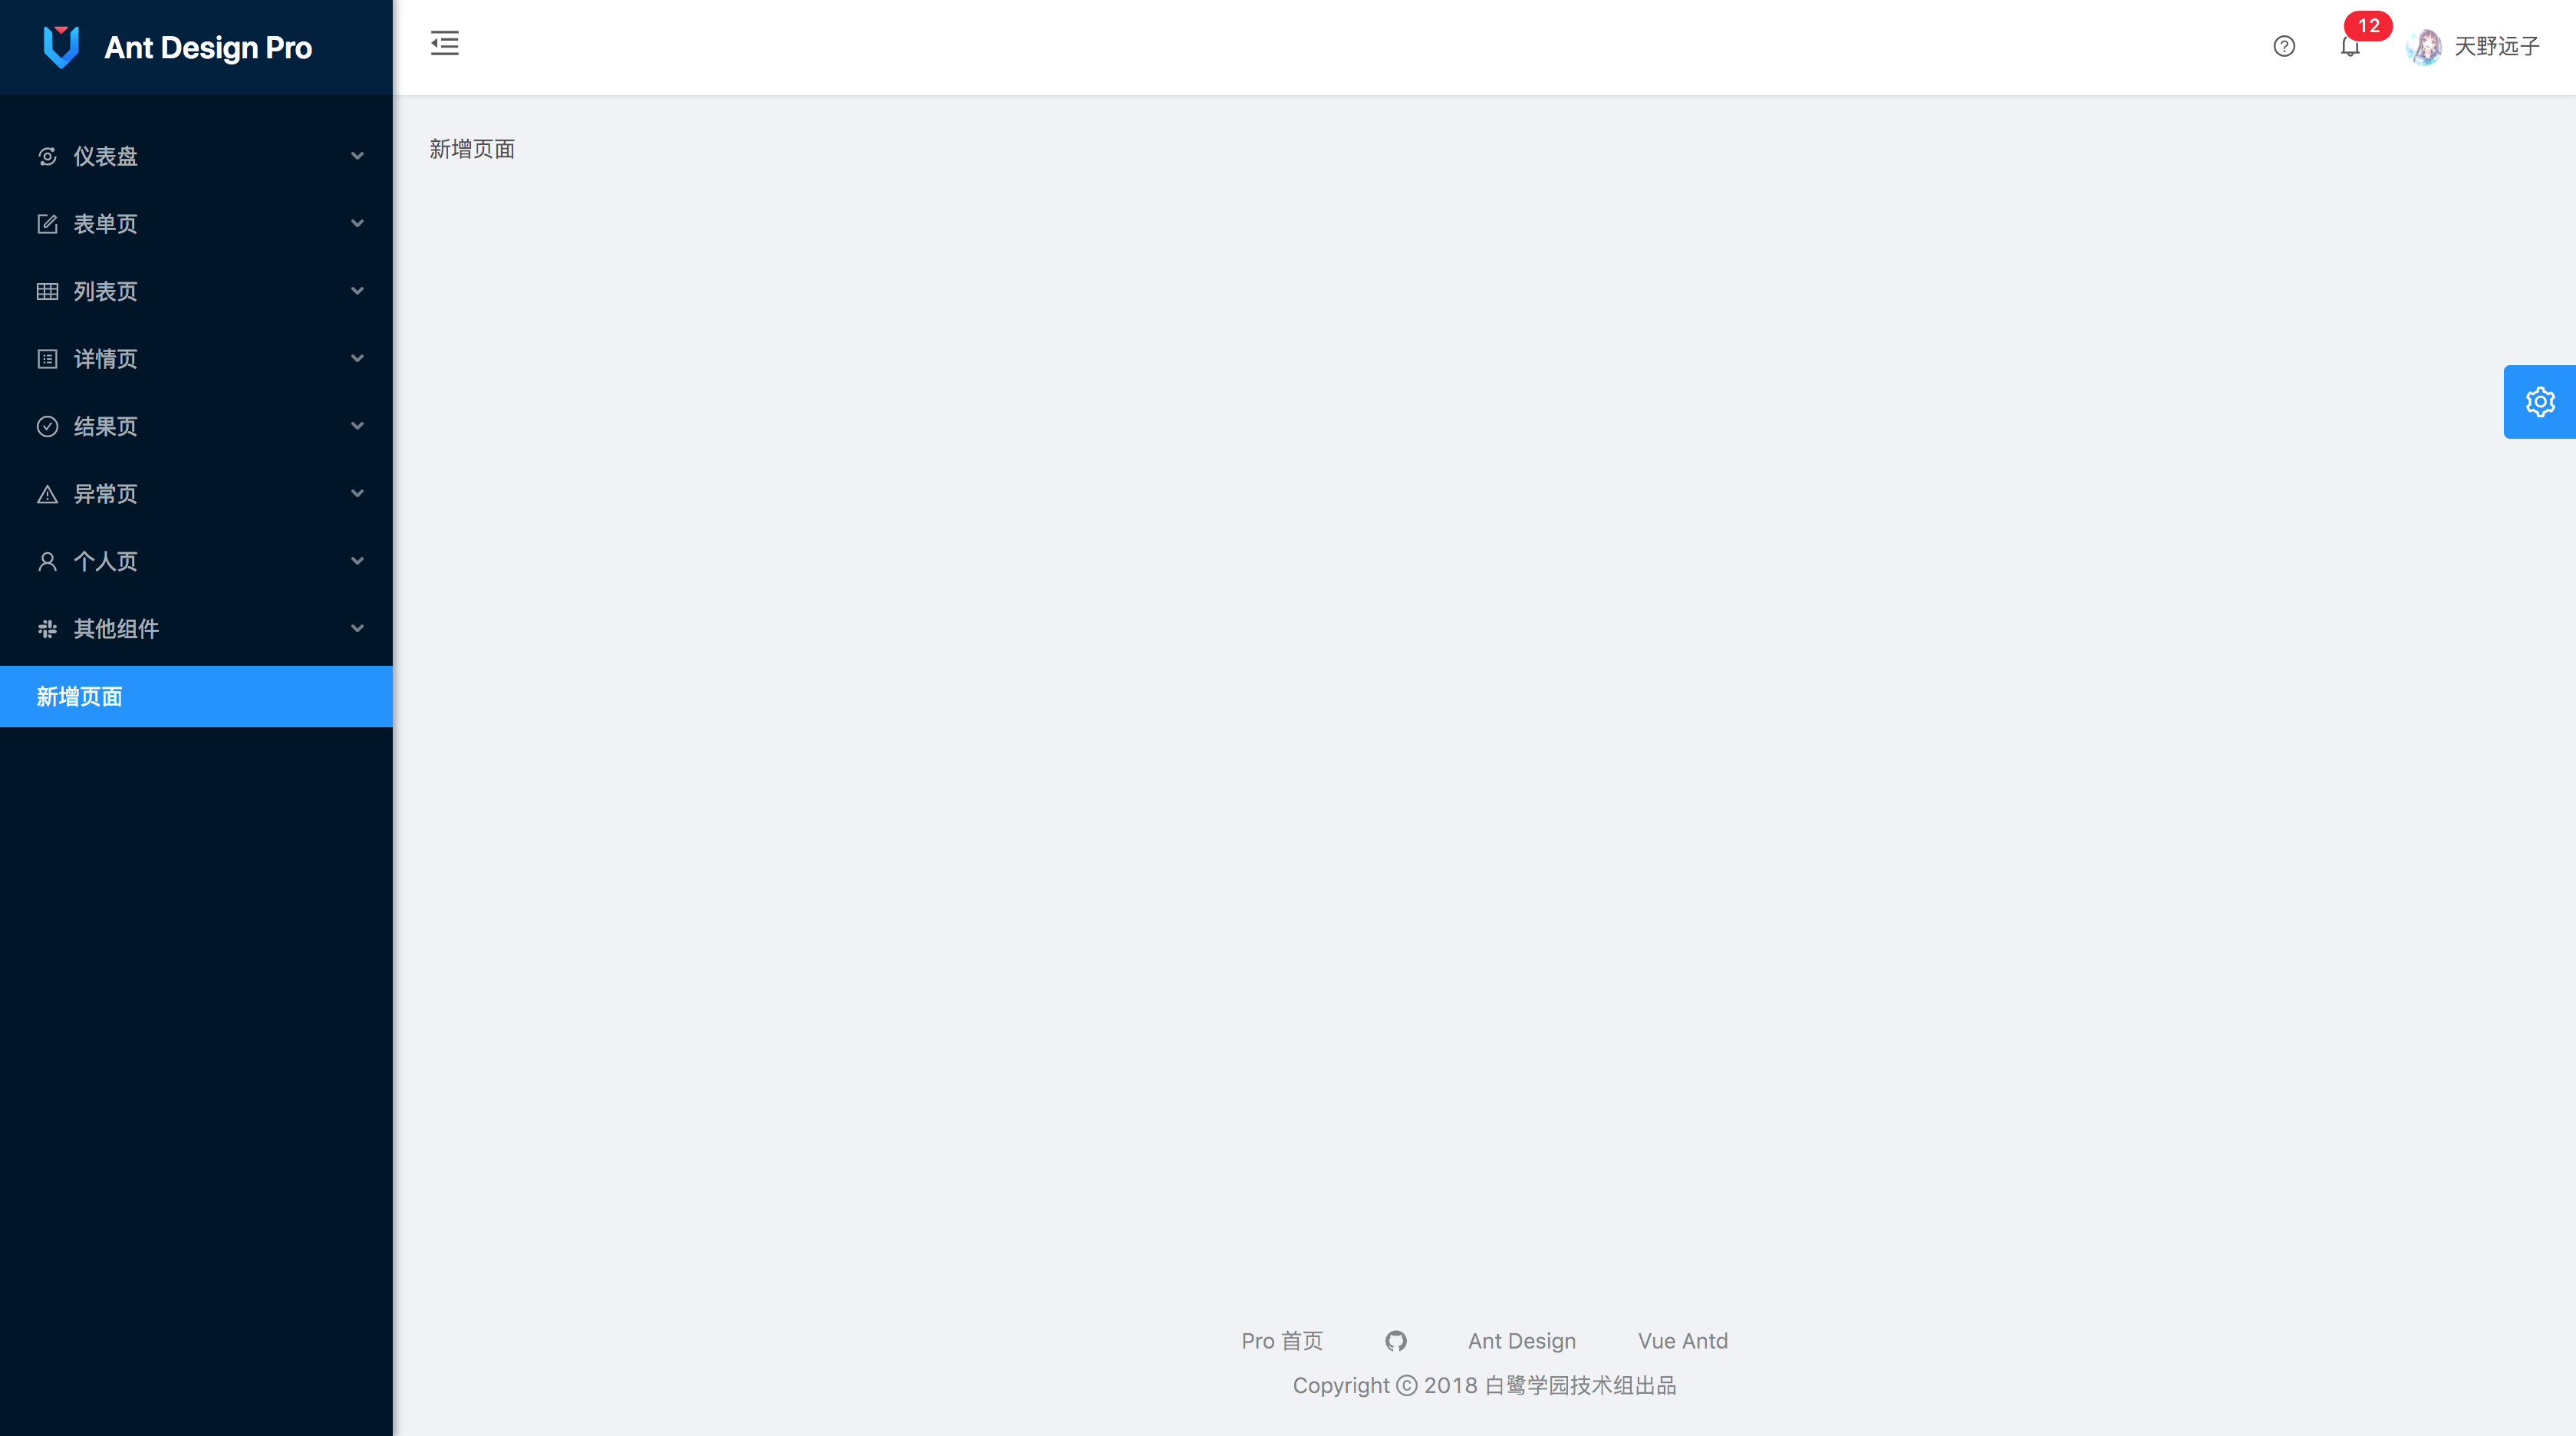 Ant Design Pro
12
天野远子
仪表盘
表单页
列表页
详情页
结果页
异常页
个人页
其他组件
新增页面
新增页面
Pro 首页
Ant Design
Vue Antd
Copyright © 2018 白鹭学园技术组出品